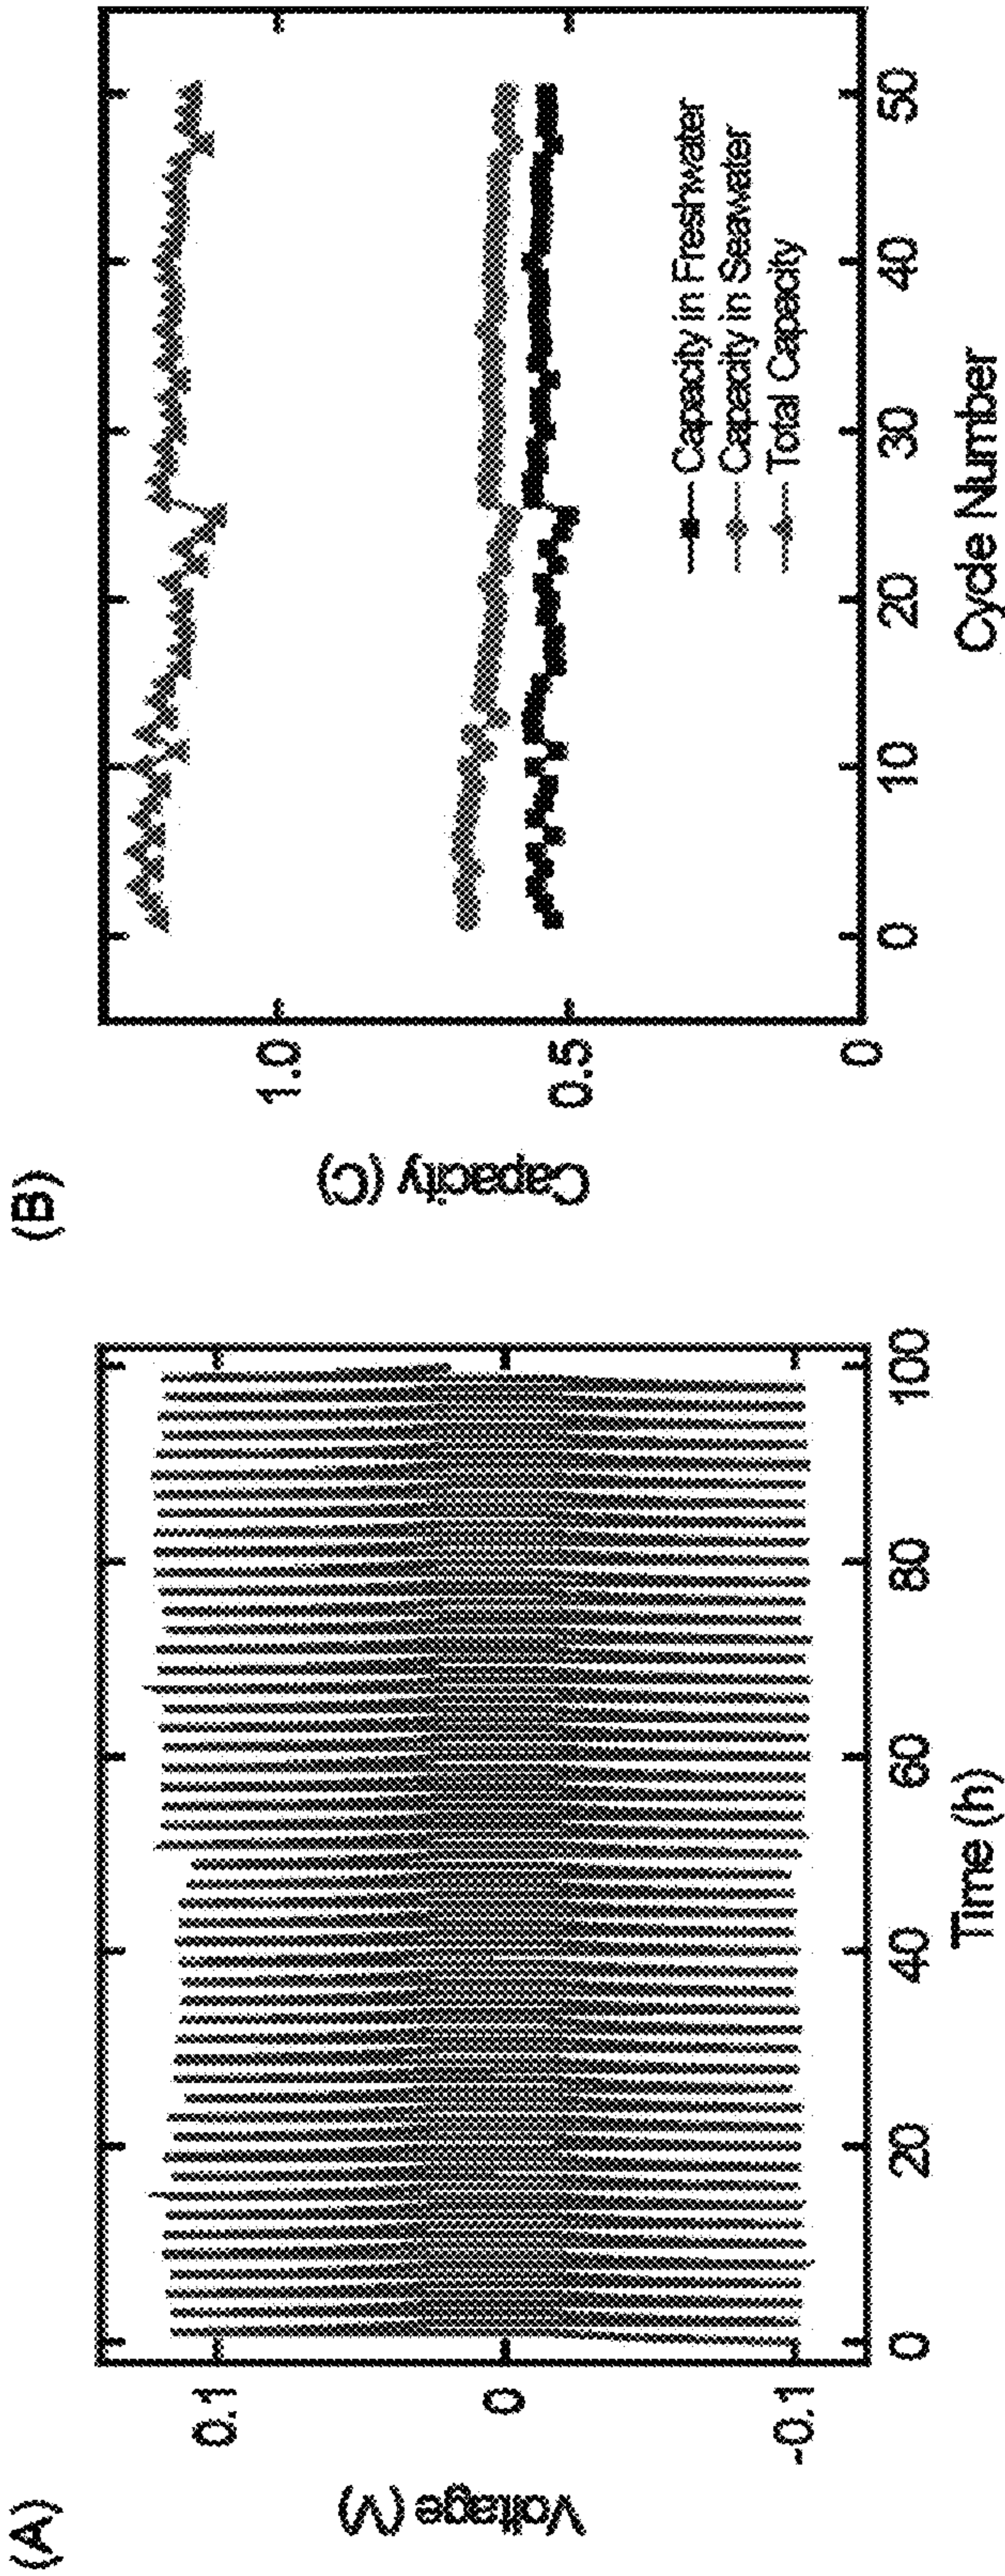 (A)
Voltage (V)
0.1
0
-0.1
0
20
40
60
80
100
Time (h)
(B)
Capacity (C)
1.0
0.5
0
Capacity in Freshwater
Capacity in Seawater
Total Capacity
0
10
20
30
40
50
Cycle Number